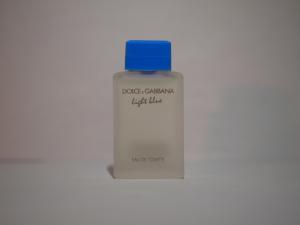 DOLCE & GABBANA
light blue
EAU DE TOILETTE